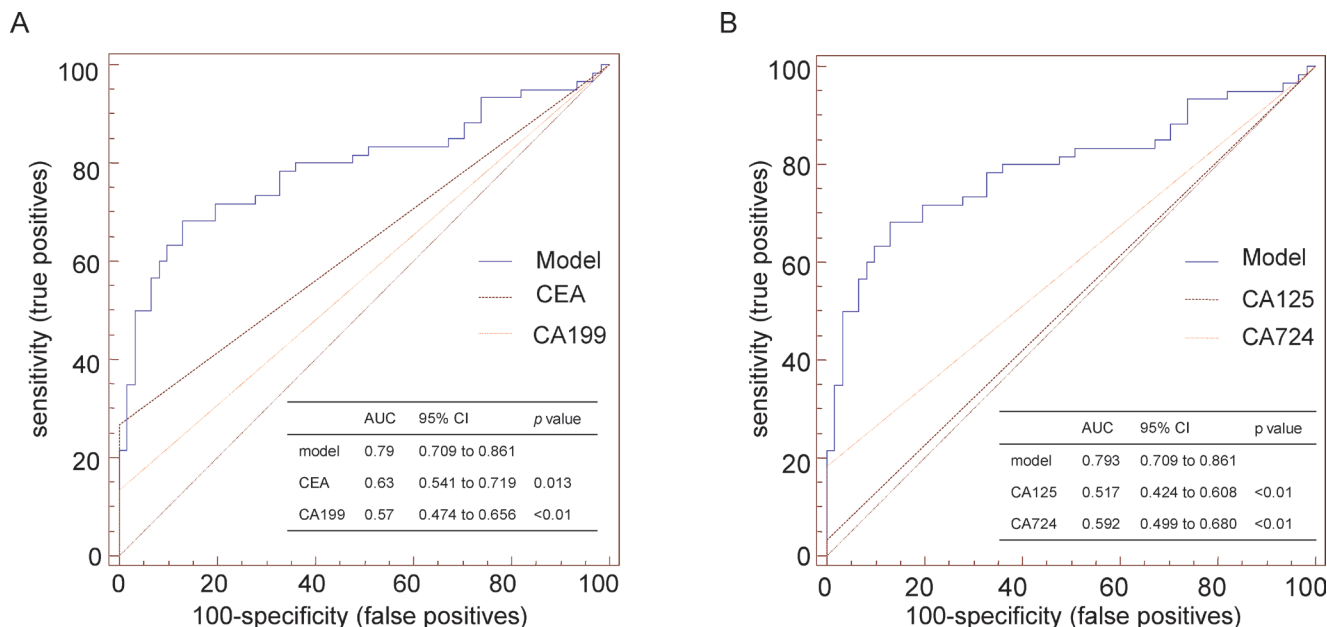 A
sensitivity (true positives)
100
80
60
40
20
0
Model
CEA
CA199
AUC 95% CI p value
model 0.79 0.709 to 0.861
CEA 0.63 0.541 to 0.719 0.013
CA199 0.57 0.474 to 0.656 <0.01
0 20 40 60 80 100
100-specificity (false positives)
B
sensitivity (true positives)
100
80
60
40
20
0
Model
CA125
CA724
AUC 95% CI p value
model 0.793 0.709 to 0.861
CA125 0.517 0.424 to 0.608 <0.01
CA724 0.592 0.499 to 0.680 <0.01
0 20 40 60 80 100
100-specificity (false positives)